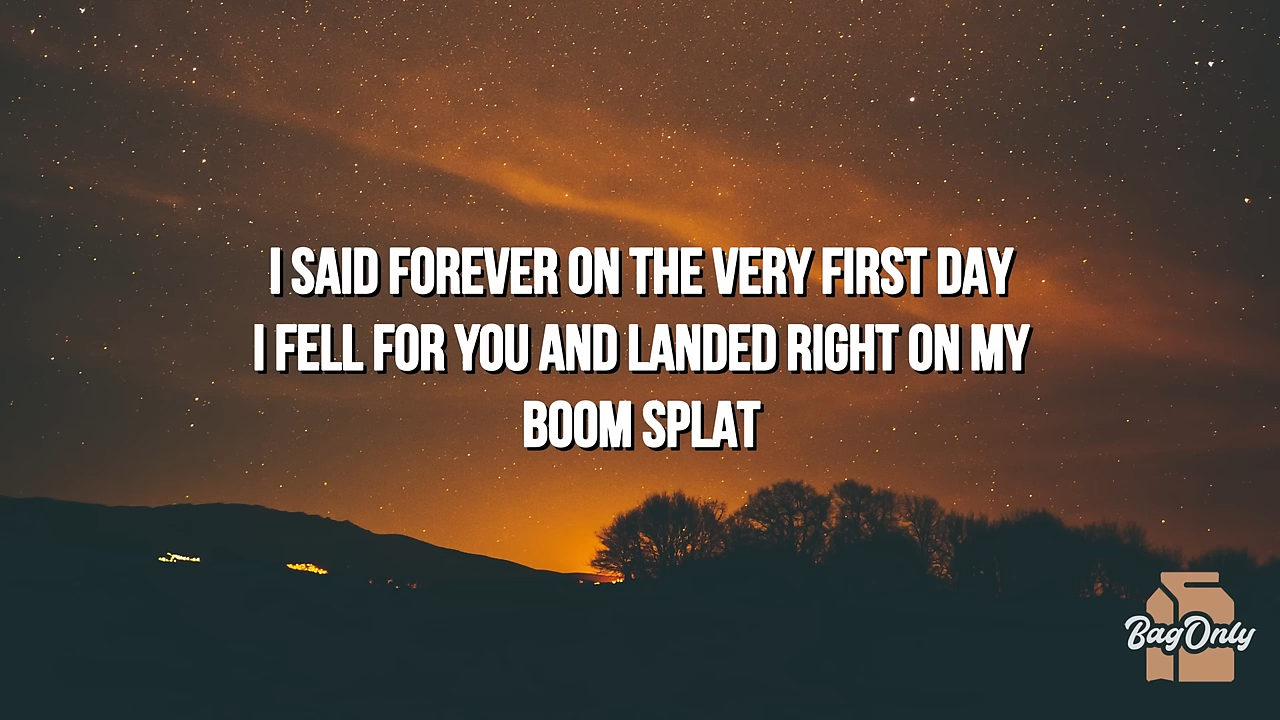 I SAID FOREVER ON THE VERY FIRST DAY
I FELL FOR YOU AND LANDED RIGHT ON MY
BOOM SPLAT
BagOnly